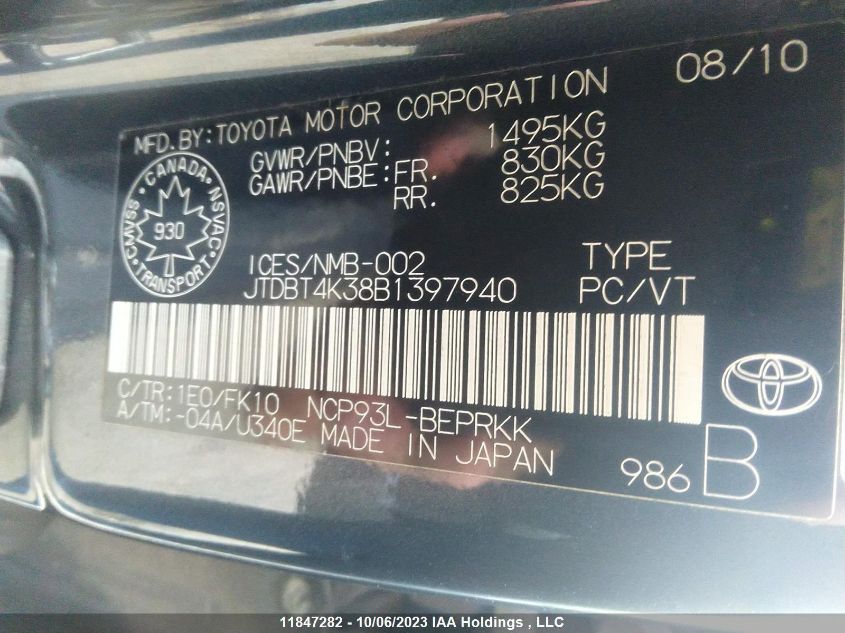 08/10
MFD.BY:TOYOTA MOTOR CORPORATION
GVWR/PNBV: 1495KG
GAWR/PNBE:FR. 830KG
RR. 825KG
CANADA
CMVSS NSVAC
930
TRANSPORT
ICES/NMB-002 TYPE
JTDBT4K38B1397940 PC/VT
C/TR:1E0/FK10 NCP93L-BEPRKK
A/TM:-04A/U340E MADE IN JAPAN
986 B
11847282 - 10/06/2023 IAA Holdings , LLC